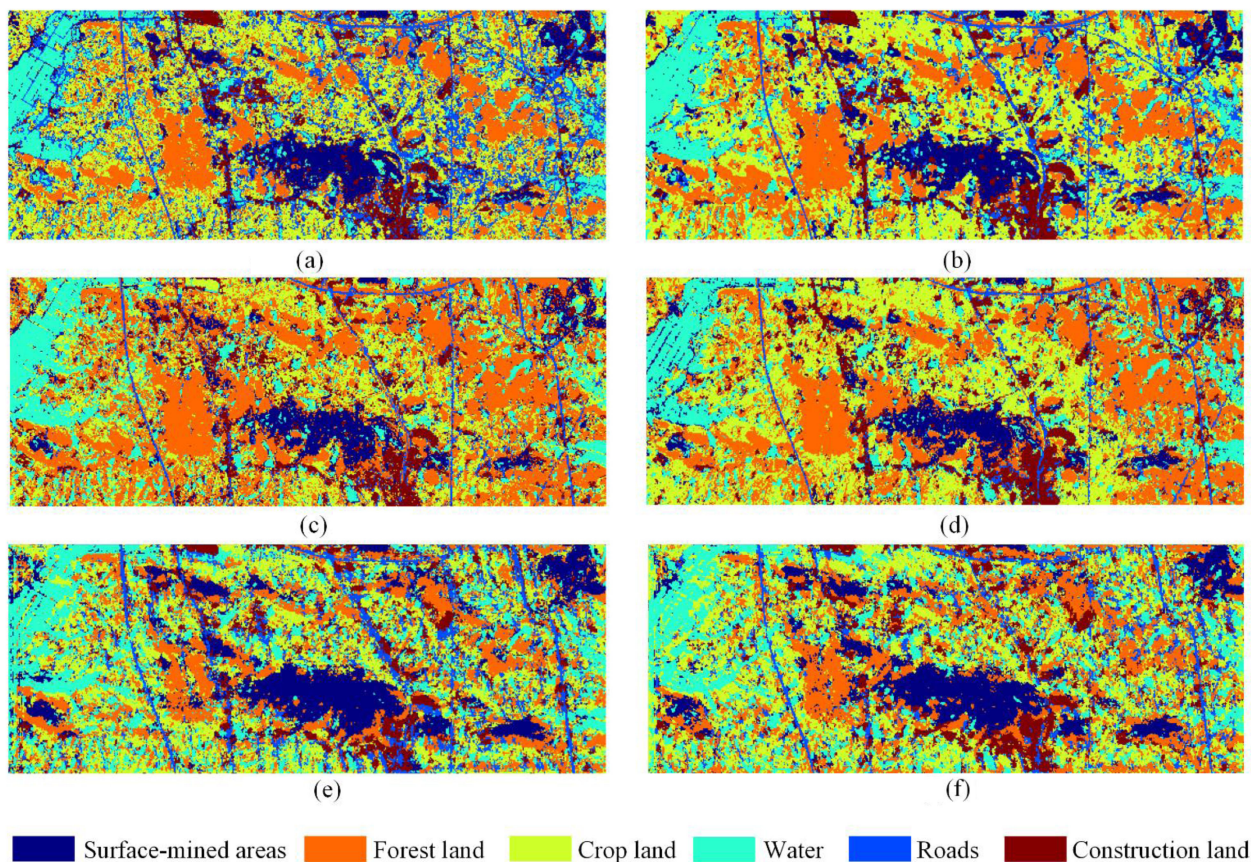 (a) (b)
(c) (d)
(e) (f)
Surface-mined areas Forest land Crop land Water Roads Construction land